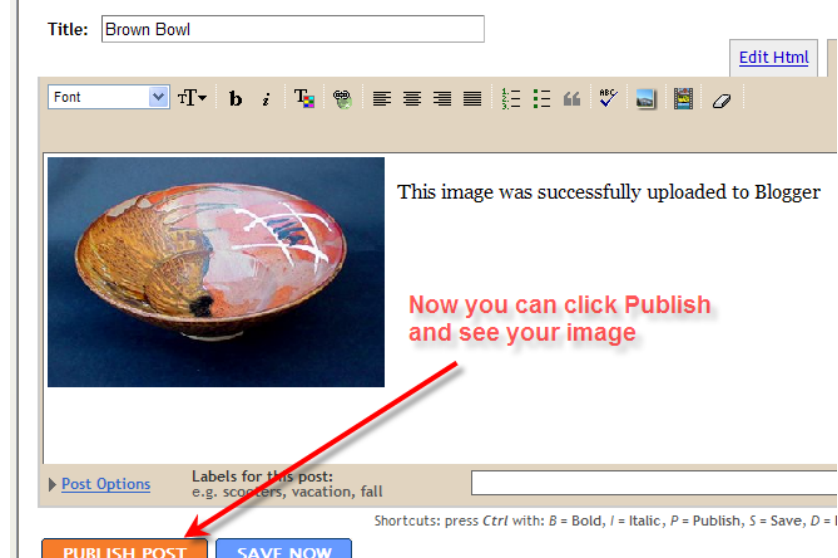 Title: Brown Bowl
Edit Html
Font
This image was successfully uploaded to Blogger
Now you can click Publish
and see your image
Post Options
Labels for this post:
e.g. scooters, vacation, fall
Shortcuts: press Ctrl with: B = Bold, I = Italic, P = Publish, S = Save, D =
PUBLISH POST SAVE NOW